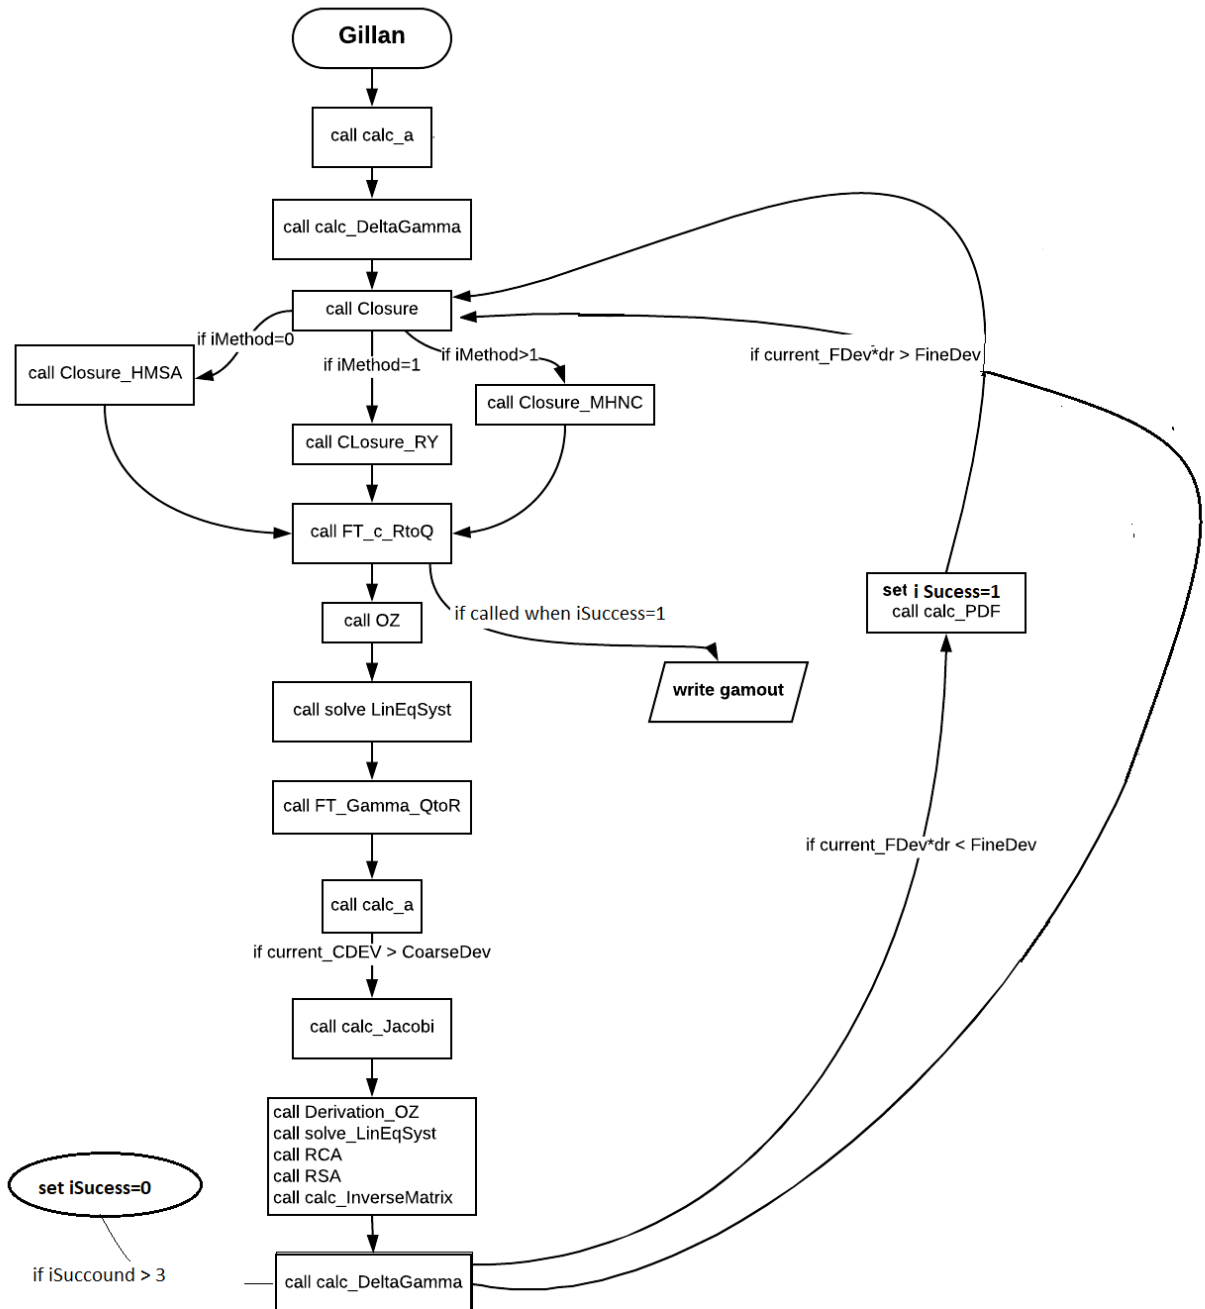 Gillan
call calc_a
call calc_DeltaGamma
call Closure
if iMethod=0
if iMethod=1
if iMethod>1
if current_FDev*dr > FineDev
call Closure_HMSA
call Closure_MHNC
call CLosure_RY
call FT_c_RtoQ
set i Sucess=1
call calc_PDF
call OZ
if called when iSuccess=1
write gamout
call solve LinEqSyst
call FT_Gamma_QtoR
if current_FDev*dr < FineDev
call calc_a
if current_CDEV > CoarseDev
call calc_Jacobi
call Derivation_OZ
call solve_LinEqSyst
call RCA
call RSA
call calc_InverseMatrix
set iSucess=0
if iSuccound > 3
call calc_DeltaGamma